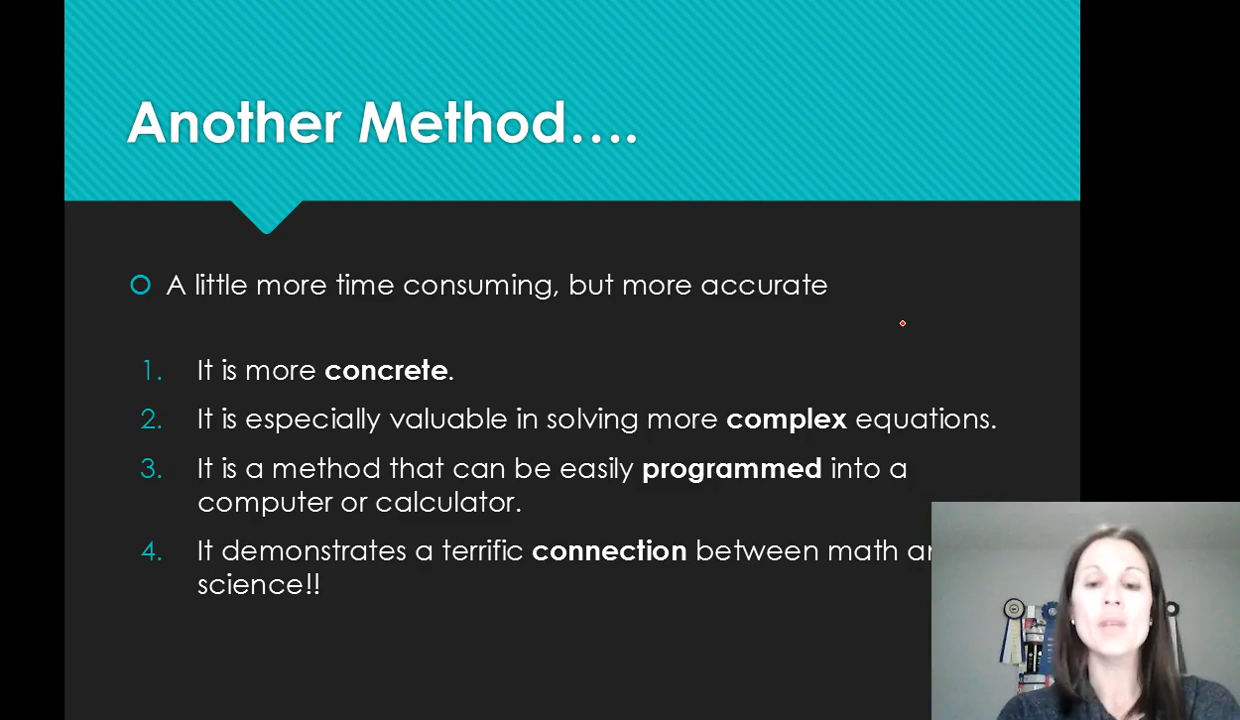 Another Method....
A little more time consuming, but more accurate
1. It is more concrete.
2. It is especially valuable in solving more complex equations.
3. It is a method that can be easily programmed into a
computer or calculator.
4. It demonstrates a terrific connection between math
science!!